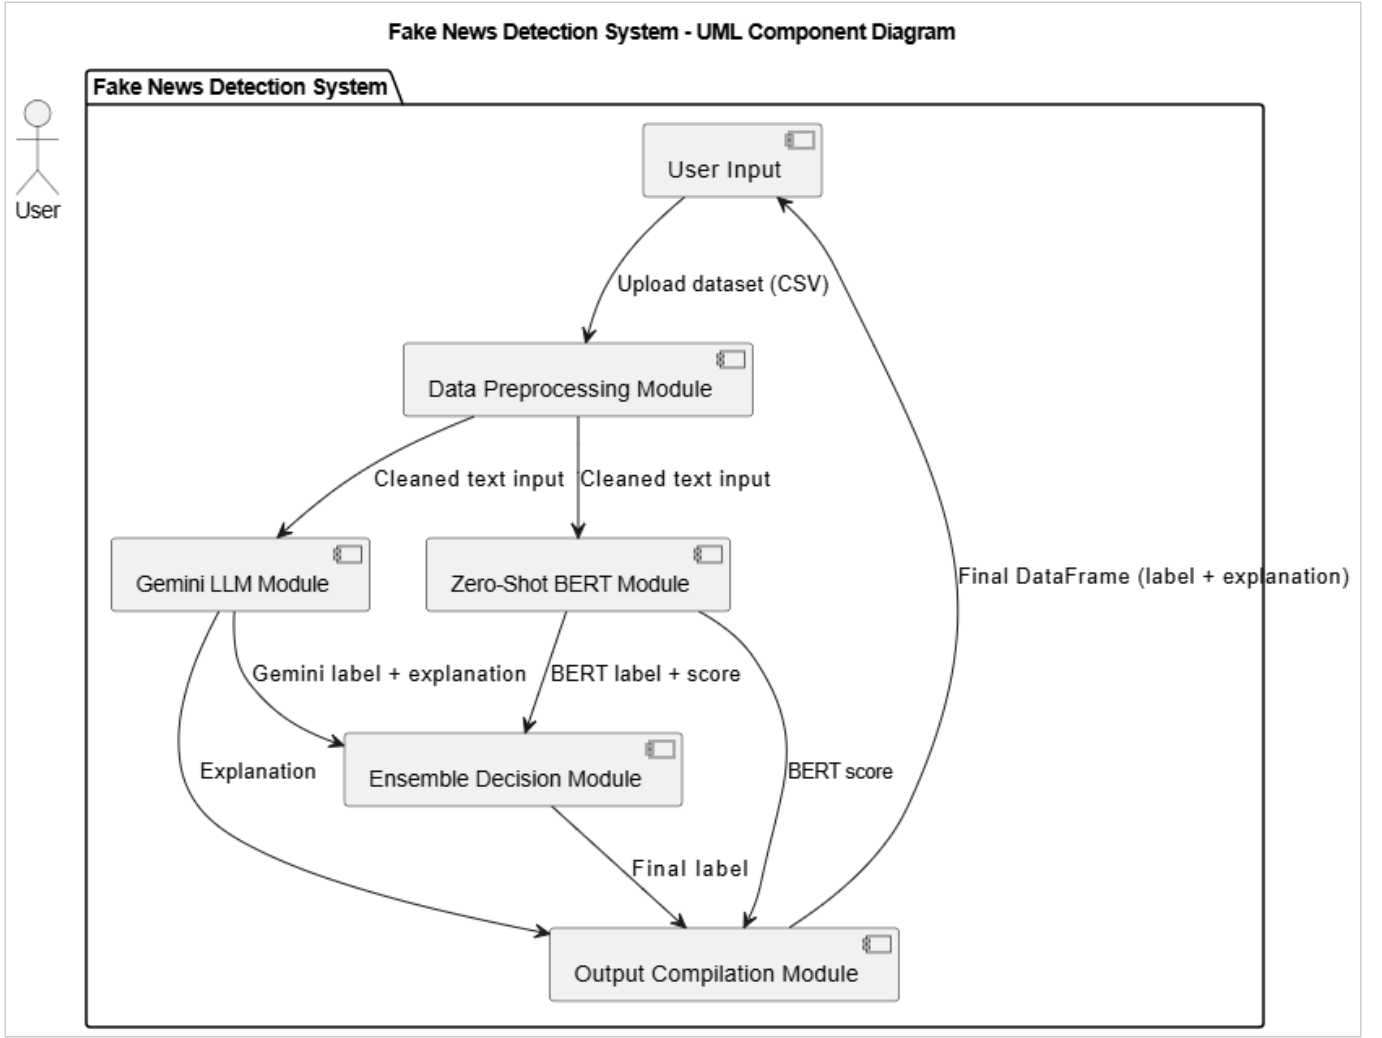 Fake News Detection System - UML Component Diagram
Fake News Detection System
User
User Input
Upload dataset (CSV)
Data Preprocessing Module
Cleaned text input
Cleaned text input
Gemini LLM Module
Zero-Shot BERT Module
Final DataFrame (label + explanation)
Gemini label + explanation
BERT label + score
Explanation
Ensemble Decision Module
BERT score
Final label
Output Compilation Module